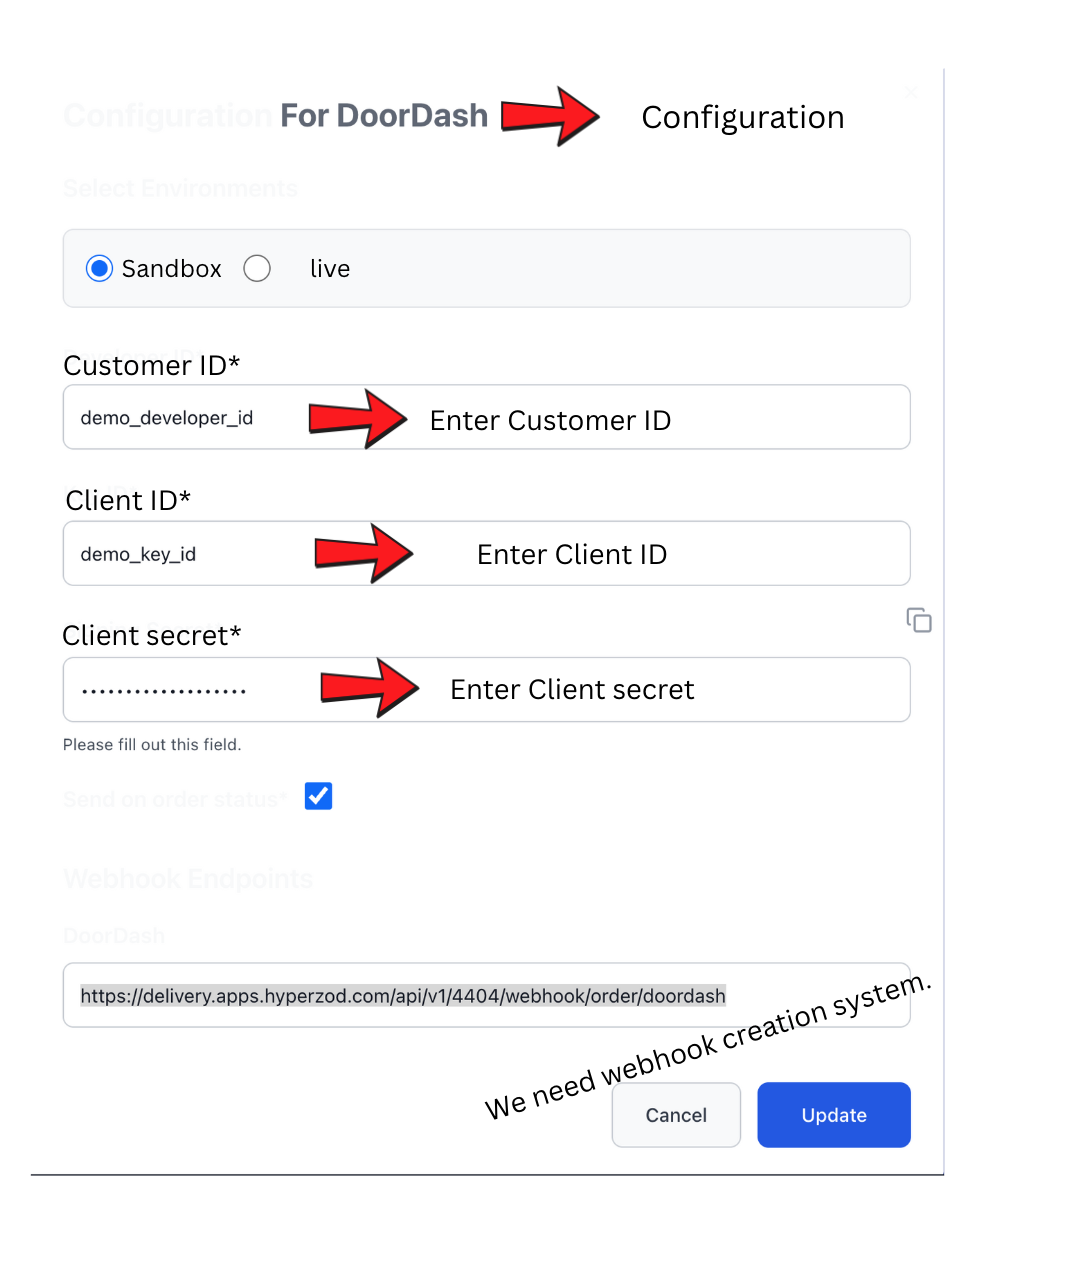 Configuration For DoorDash Configuration
Select Environments
Sandbox live
Customer ID*
demo_developer_id Enter Customer ID
Client ID*
demo_key_id Enter Client ID
Client secret*
••••••••••••••••••• Enter Client secret
Please fill out this field.
Send on order status*
Webhook Endpoints
DoorDash
https://delivery.apps.hyperzod.com/api/v1/4404/webhook/order/doordash
We need webhook creation system.
Cancel Update